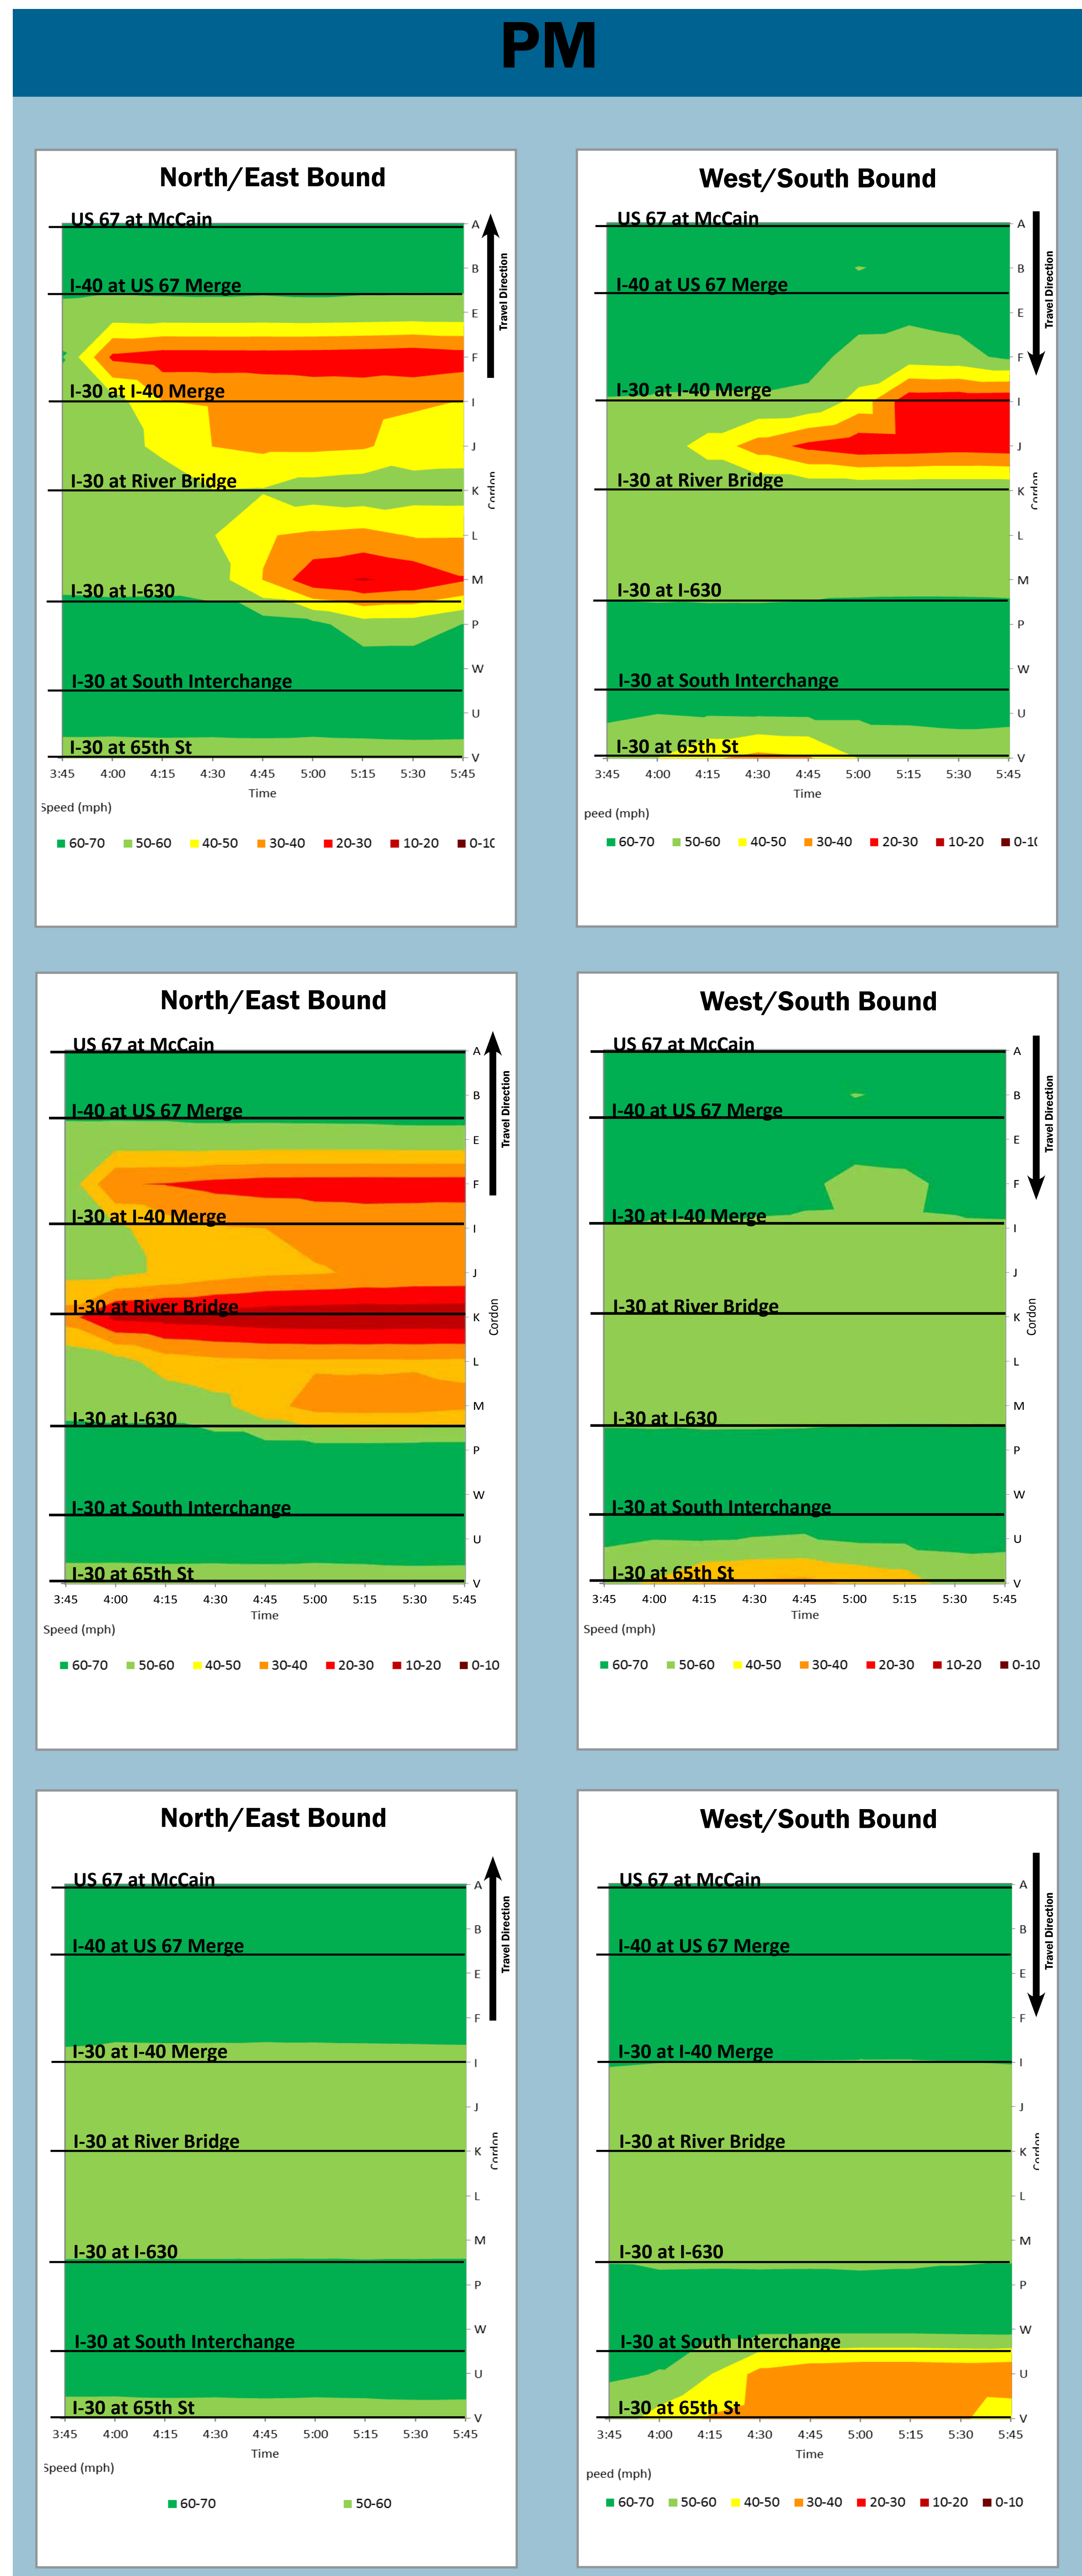 PM
North/East Bound
US 67 at McCain
I-40 at US 67 Merge
I-30 at I-40 Merge
I-30 at River Bridge
I-30 at I-630
I-30 at South Interchange
I-30 at 65th St
A
B
E
F
I
J
K
L
M
P
W
U
V
Travel Direction
Cordon
3:45 4:00 4:15 4:30 4:45 5:00 5:15 5:30 5:45
Time
Speed (mph)
60-70 50-60 40-50 30-40 20-30 10-20 0-10
West/South Bound
US 67 at McCain
I-40 at US 67 Merge
I-30 at I-40 Merge
I-30 at River Bridge
I-30 at I-630
I-30 at South Interchange
I-30 at 65th St
A
B
E
F
I
J
K
L
M
P
W
U
V
Travel Direction
Cordon
3:45 4:00 4:15 4:30 4:45 5:00 5:15 5:30 5:45
Time
peed (mph)
60-70 50-60 40-50 30-40 20-30 10-20 0-10
North/East Bound
US 67 at McCain
I-40 at US 67 Merge
I-30 at I-40 Merge
I-30 at River Bridge
I-30 at I-630
I-30 at South Interchange
I-30 at 65th St
A
B
E
F
I
J
K
L
M
P
W
U
V
Travel Direction
Cordon
3:45 4:00 4:15 4:30 4:45 5:00 5:15 5:30 5:45
Time
Speed (mph)
60-70 50-60 40-50 30-40 20-30 10-20 0-10
West/South Bound
US 67 at McCain
I-40 at US 67 Merge
I-30 at I-40 Merge
I-30 at River Bridge
I-30 at I-630
I-30 at South Interchange
I-30 at 65th St
A
B
E
F
I
J
K
L
M
P
W
U
V
Travel Direction
Cordon
3:45 4:00 4:15 4:30 4:45 5:00 5:15 5:30 5:45
Time
Speed (mph)
60-70 50-60 40-50 30-40 20-30 10-20 0-10
North/East Bound
US 67 at McCain
I-40 at US 67 Merge
I-30 at I-40 Merge
I-30 at River Bridge
I-30 at I-630
I-30 at South Interchange
I-30 at 65th St
A
B
E
F
I
J
K
L
M
P
W
U
V
Travel Direction
Cordon
3:45 4:00 4:15 4:30 4:45 5:00 5:15 5:30 5:45
Time
Speed (mph)
60-70 50-60
West/South Bound
US 67 at McCain
I-40 at US 67 Merge
I-30 at I-40 Merge
I-30 at River Bridge
I-30 at I-630
I-30 at South Interchange
I-30 at 65th St
A
B
E
F
I
J
K
L
M
P
W
U
V
Travel Direction
Cordon
3:45 4:00 4:15 4:30 4:45 5:00 5:15 5:30 5:45
Time
peed (mph)
60-70 50-60 40-50 30-40 20-30 10-20 0-10